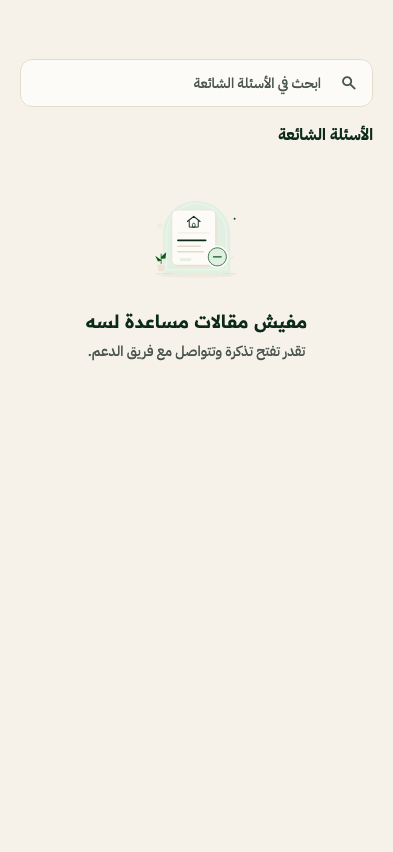 ابحث في الأسئلة الشائعة
الأسئلة الشائعة
مفيش مقالات مساعدة لسه
تقدر تفتح تذكرة وتتواصل مع فريق الدعم.